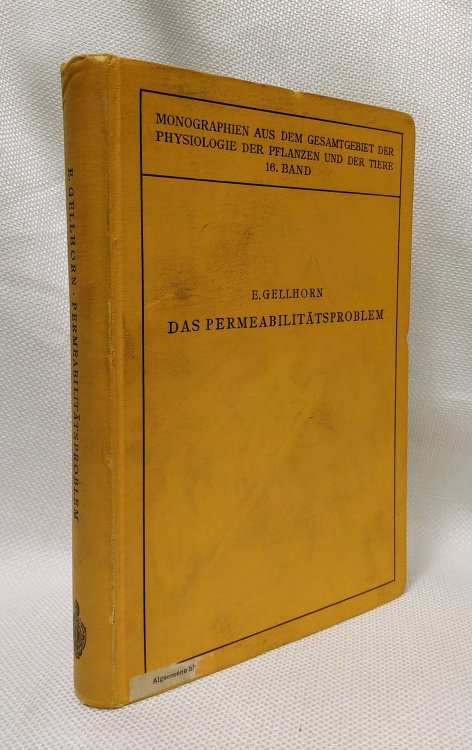 MONOGRAPHIEN AUS DEM GESAMTGEBIET DER
PHYSIOLOGIE DER PFLANZEN UND DER TIERE
16. BAND
E. GELLHORN
DAS PERMEABILITÄTSPROBLEM
E. GELLHORN · PERMEABILITÄTSPROBLEM